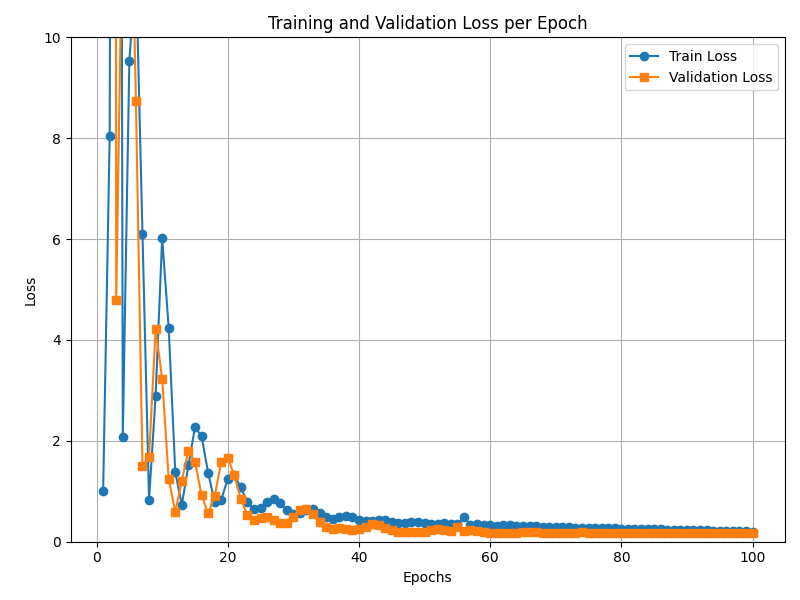 Training and Validation Loss per Epoch
Train Loss
Validation Loss
Loss
10
8
6
4
2
0
0 20 40 60 80 100
Epochs